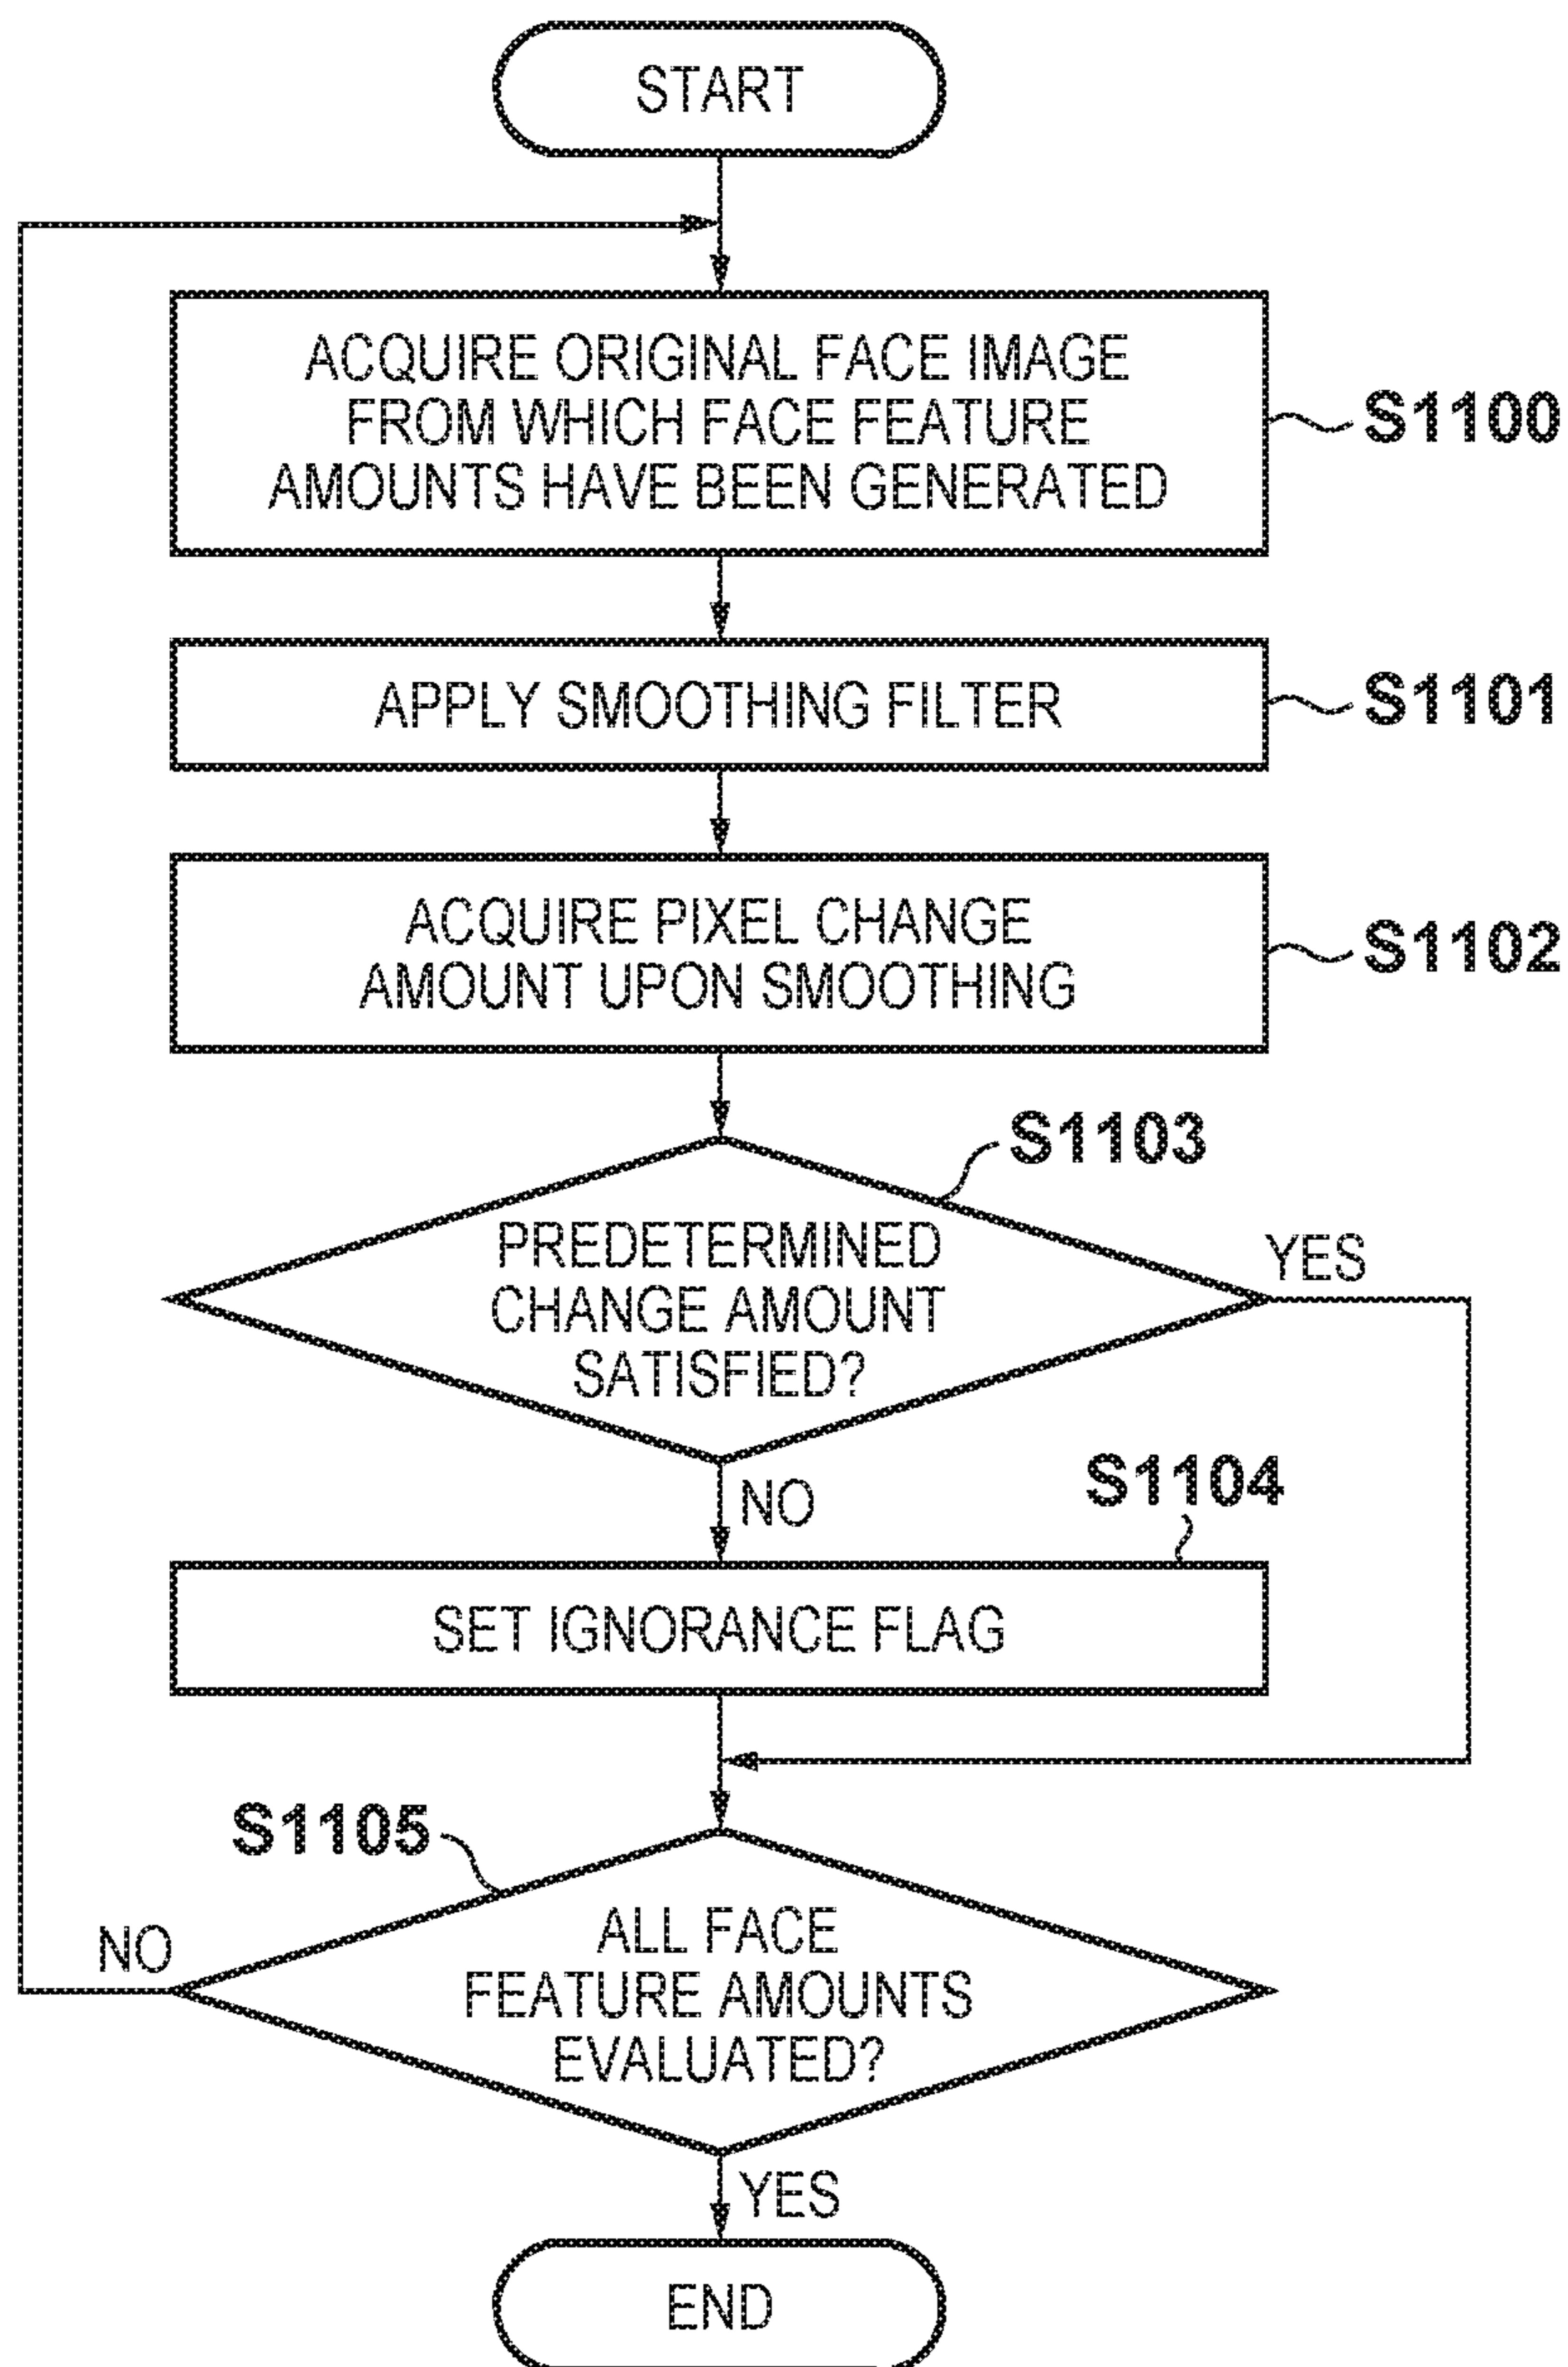 START
ACQUIRE ORIGINAL FACE IMAGE
FROM WHICH FACE FEATURE
AMOUNTS HAVE BEEN GENERATED
S1100
APPLY SMOOTHING FILTER
S1101
ACQUIRE PIXEL CHANGE
AMOUNT UPON SMOOTHING
S1102
S1103
PREDETERMINED
CHANGE AMOUNT
SATISFIED?
YES
NO
S1104
SET IGNORANCE FLAG
S1105
ALL FACE
FEATURE AMOUNTS
EVALUATED?
NO
YES
END